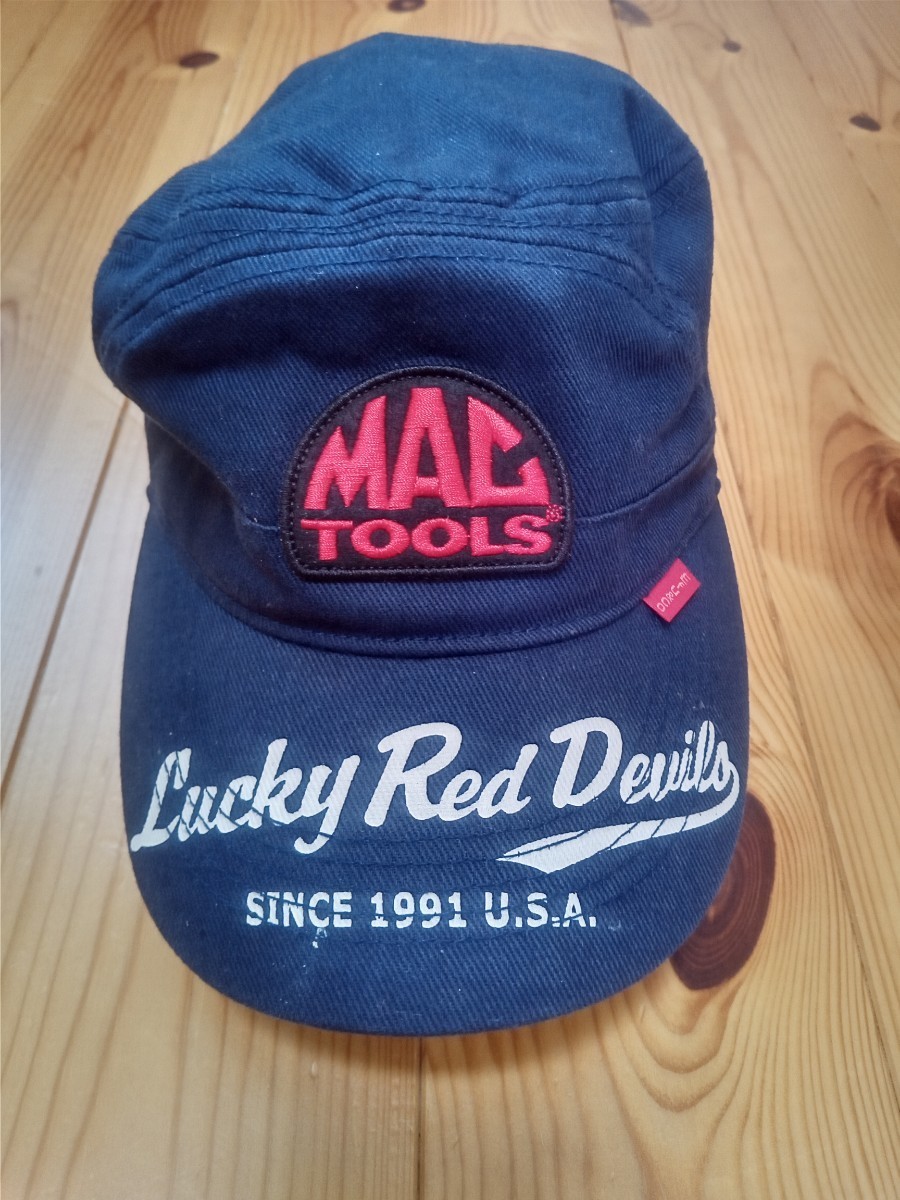 MAC
TOOLS
Lucky Red Devils
SINCE 1991 U.S.A.